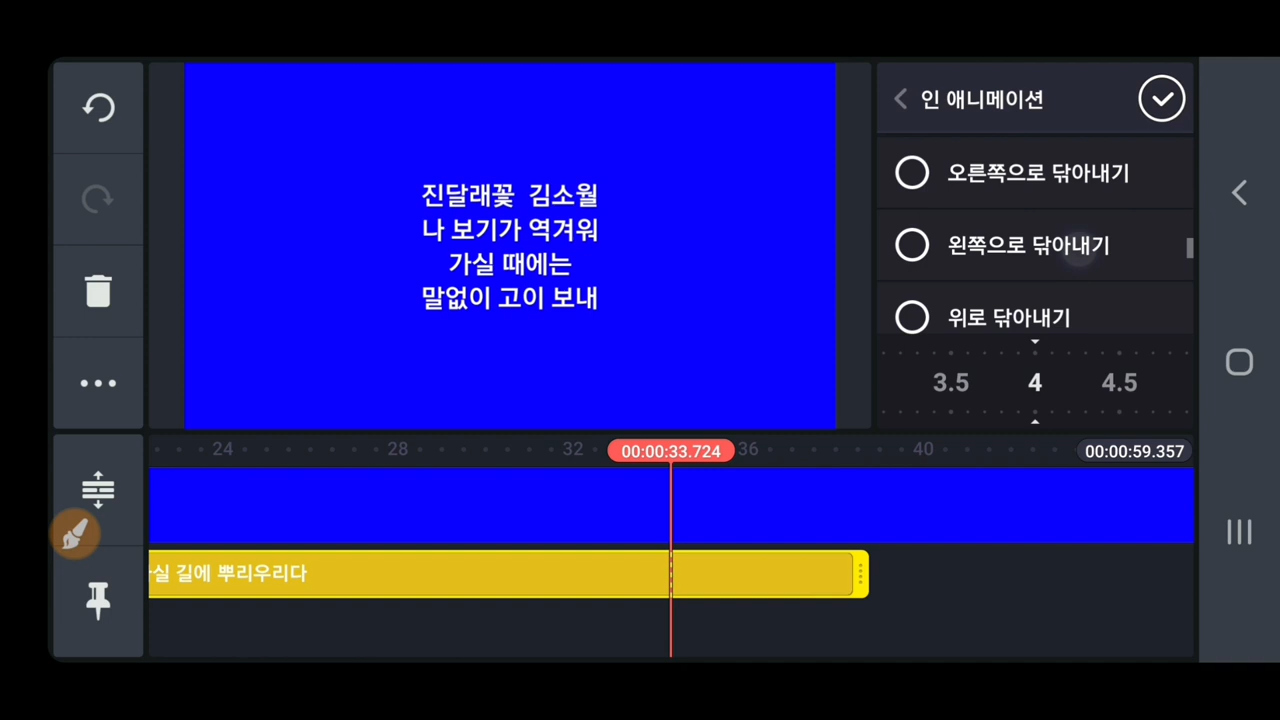 인 애니메이션
오른쪽으로 닦아내기
왼쪽으로 닦아내기
위로 닦아내기
3.5 4 4.5
진달래꽃 김소월
나 보기가 역겨워
가실 때에는
말없이 고이 보내
24 28 32 00:00:33.724 36 40 00:00:59.357
실 길에 뿌리우리다